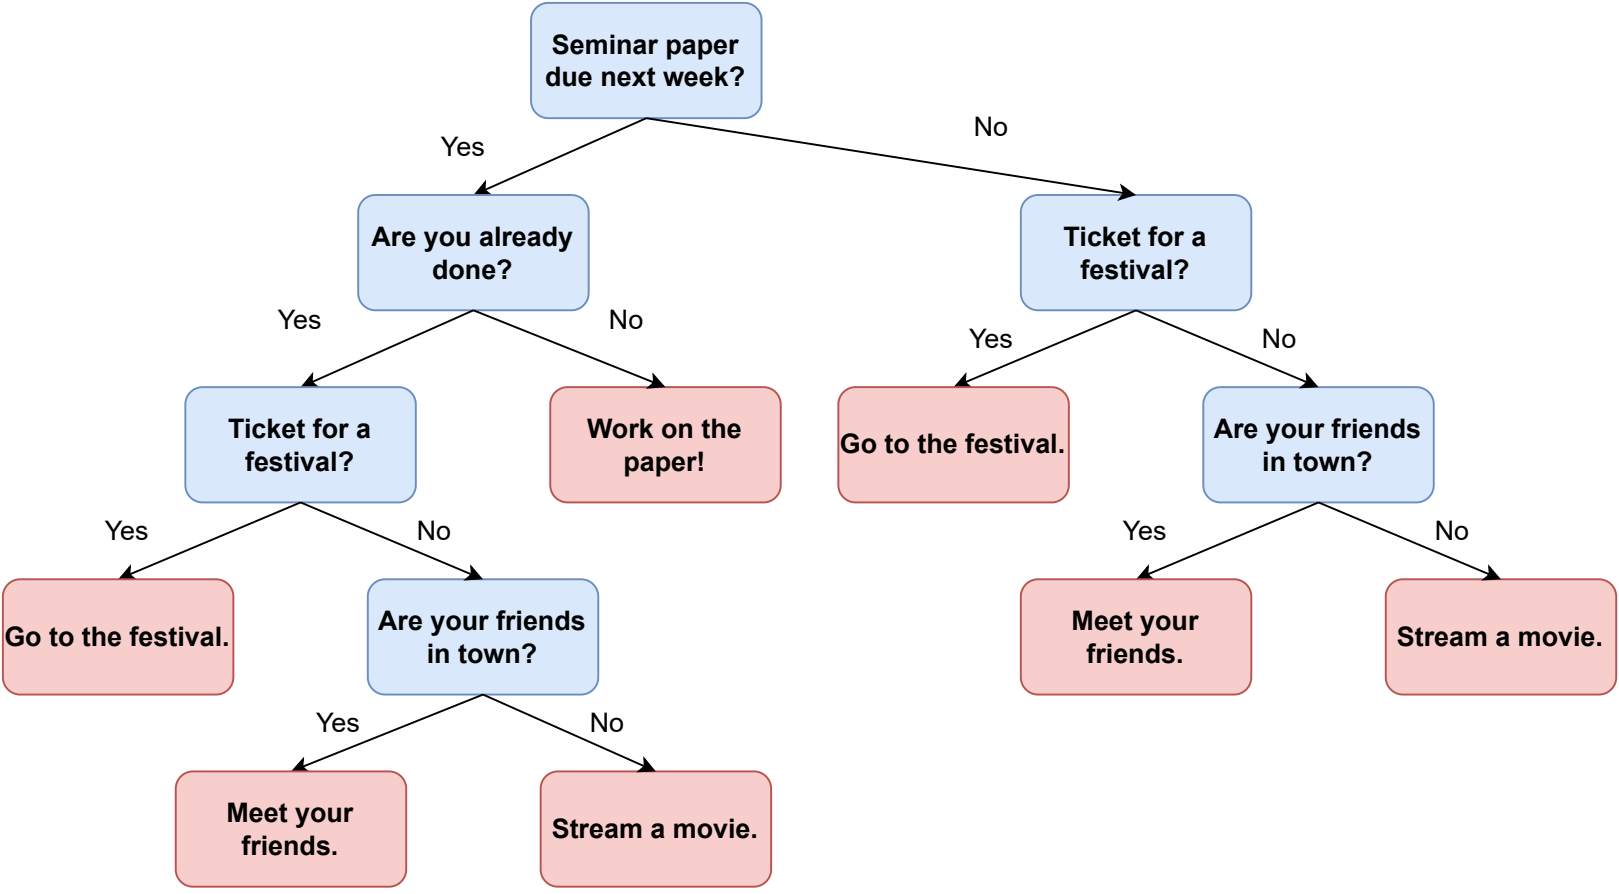 Seminar paper
due next week?
Yes
No
Are you already
done?
Ticket for a
festival?
Yes
No
Yes
No
Ticket for a
festival?
Work on the
paper!
Go to the festival.
Are your friends
in town?
Yes
No
Yes
No
Go to the festival.
Are your friends
in town?
Meet your
friends.
Stream a movie.
Yes
No
Meet your
friends.
Stream a movie.